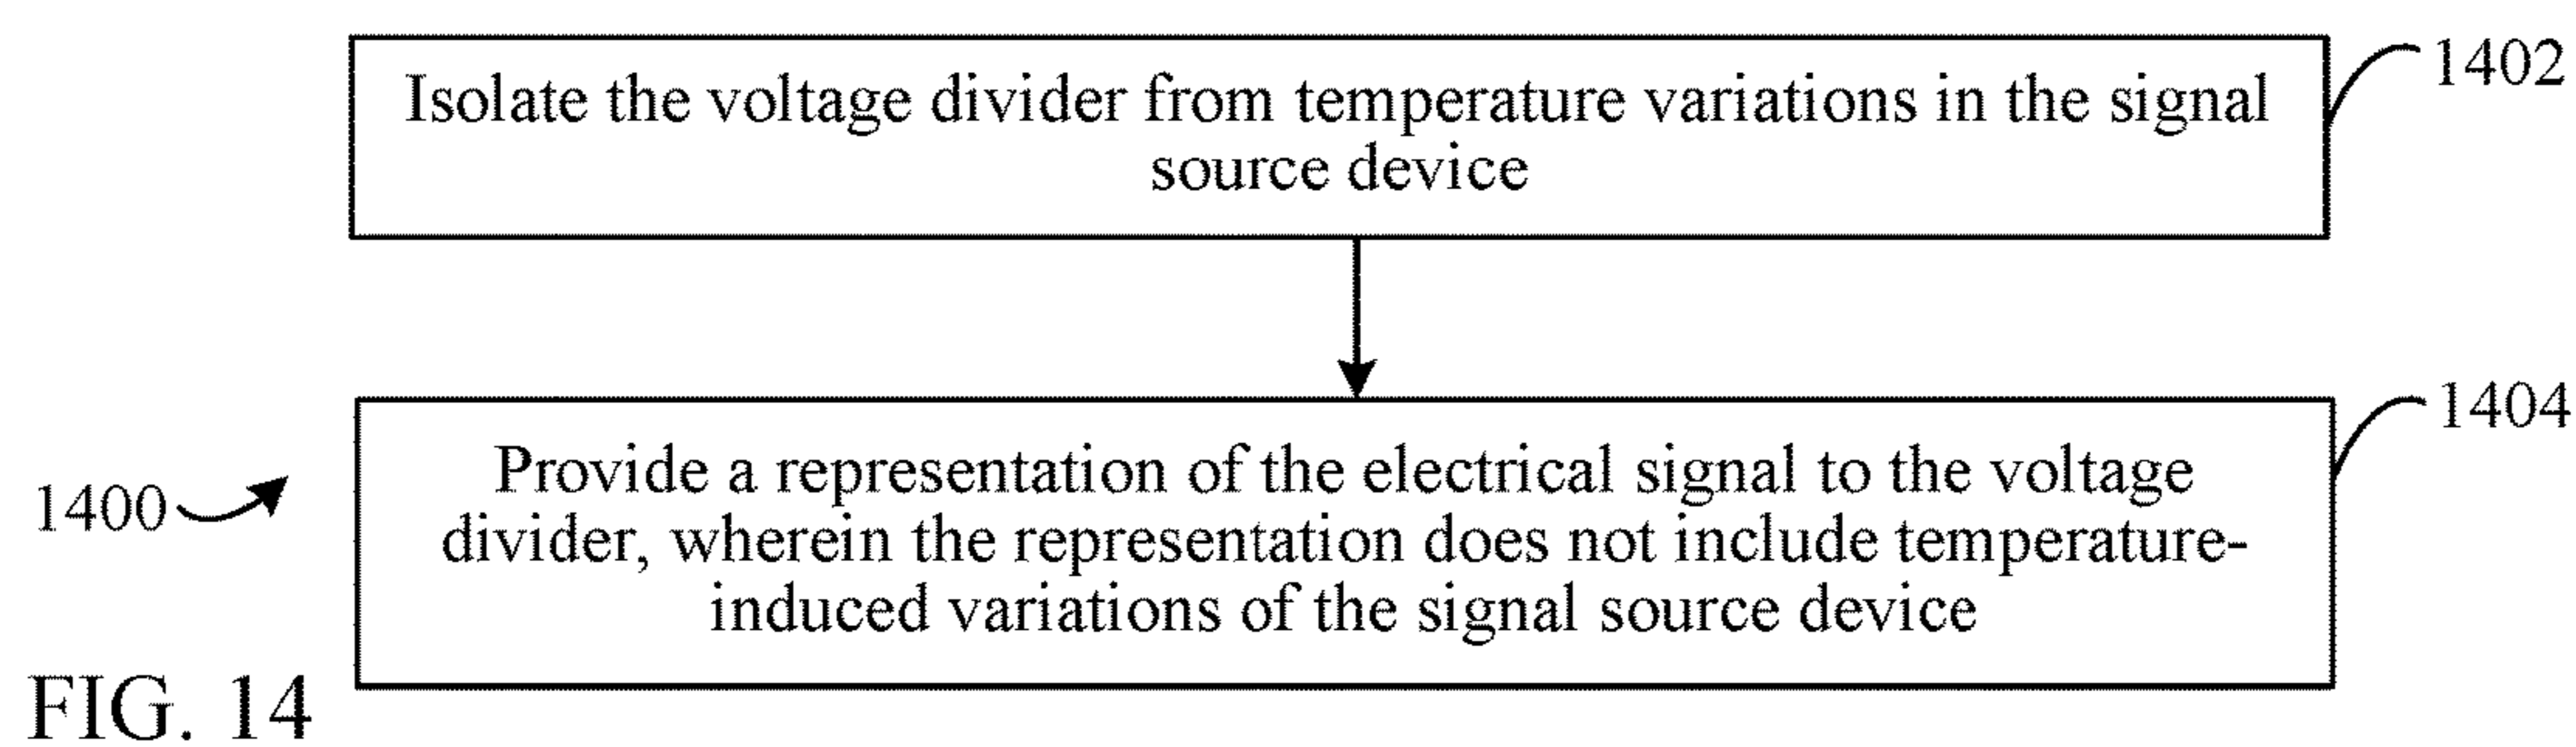 Isolate the voltage divider from temperature variations in the signal
source device
1402
Provide a representation of the electrical signal to the voltage
divider, wherein the representation does not include temperature-
induced variations of the signal source device
1404
1400
FIG. 14